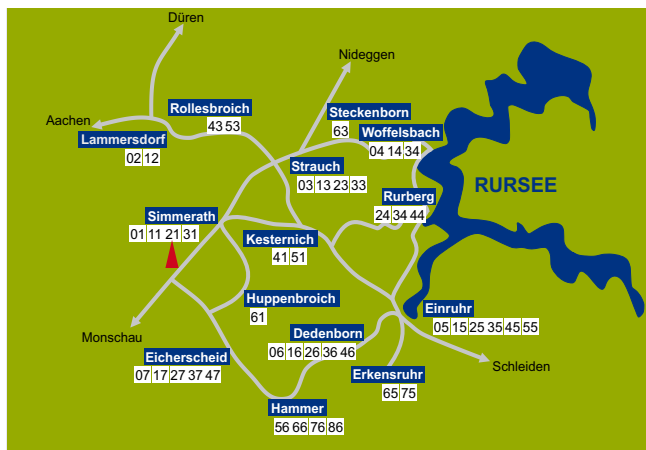 Düren
Nideggen
Aachen
Rollesbroich
43 53
Steckenborn
63
Lammersdorf
02 12
Woffelsbach
04 14 34
Strauch
03 13 23 33
RURSEE
Rurberg
24 34 44
Simmerath
01 11 21 31
Kesternich
41 51
Huppenbroich
61
Einruhr
05 15 25 35 45 55
Monschau
Dedenborn
06 16 26 36 46
Schleiden
Eicherscheid
07 17 27 37 47
Erkensruhr
65 75
Hammer
56 66 76 86